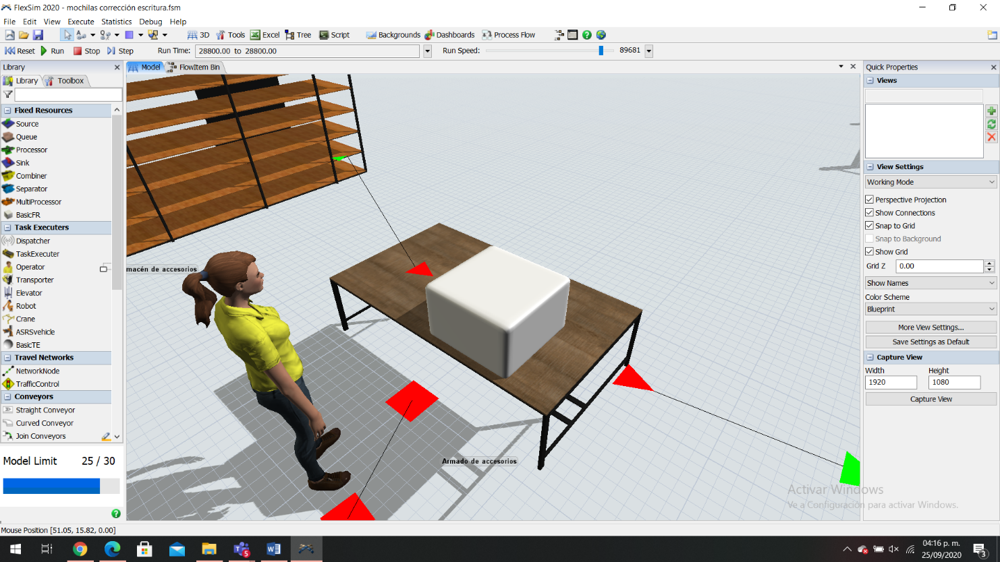 FlexSim 2020 - mochilas corrección escritura.fsm
File Edit View Execute Statistics Debug Help
3D Tools Excel Tree Script Backgrounds Dashboards Process Flow
Reset Run Stop Step Run Time: 28800.00 to 28800.00 Run Speed: 89681
Library
Library Toolbox
Fixed Resources
Source
Queue
Processor
Sink
Combiner
Separator
MultiProcessor
BasicFR
Task Executers
Dispatcher
TaskExecuter
Operator
Transporter
Elevator
Robot
Crane
ASRSvehicle
BasicTE
Travel Networks
NetworkNode
TrafficControl
Conveyors
Straight Conveyor
Curved Conveyor
Join Conveyors
Model Limit 25 / 30
Model FlowItem Bin
macén de accesorios
Armado de accesorios
Quick Properties
Views
View Settings
Working Mode
Perspective Projection
Show Connections
Snap to Grid
Snap to Background
Show Grid
Grid Z 0.00
Show Names
Color Scheme
Blueprint
More View Settings...
Save Settings as Default
Capture View
Width Height
1920 1080
Capture View
Activar Windows
Ve a Configuración para activar Windows.
Mouse Position [51.05, 15.82, 0.00]
5
04:16 p. m.
25/09/2020
3